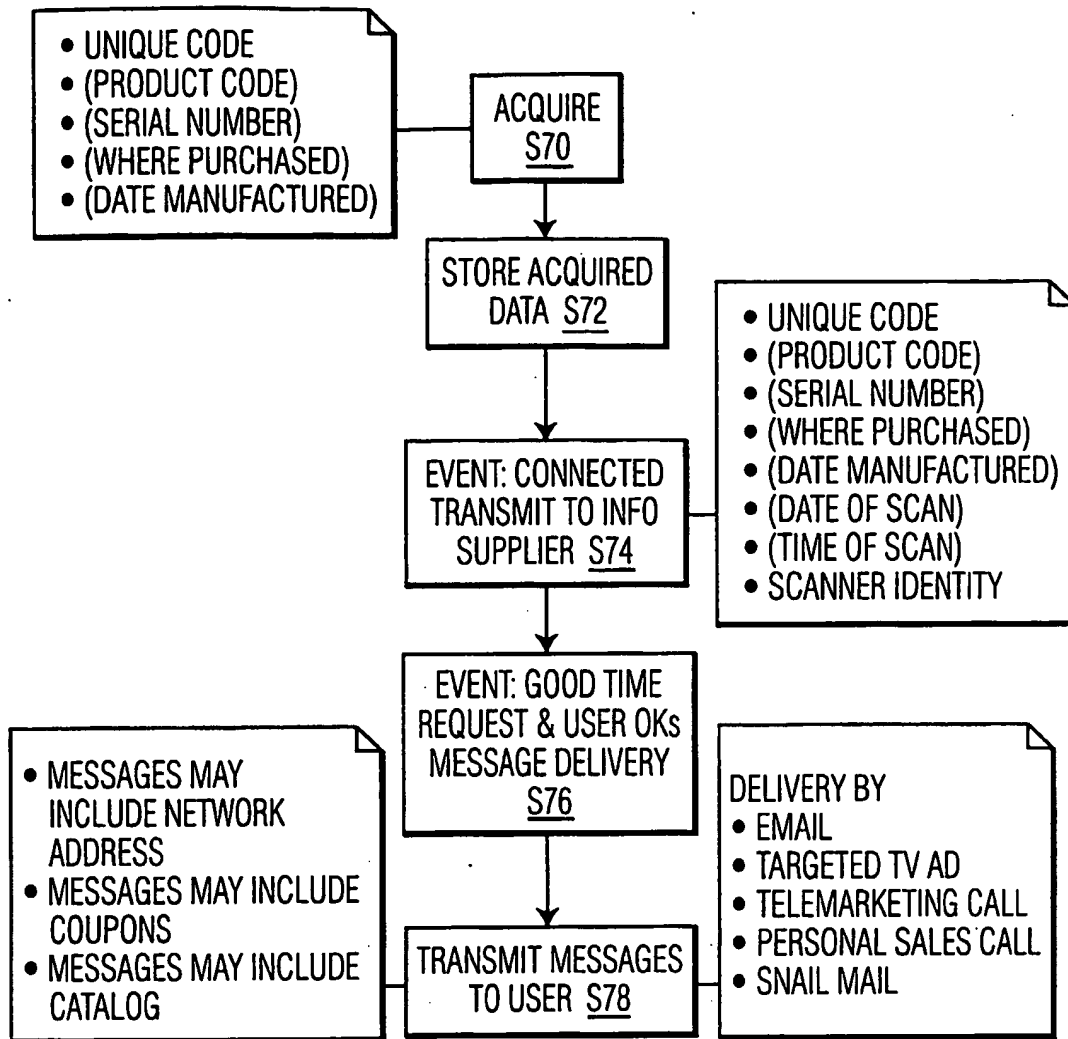 • UNIQUE CODE
• (PRODUCT CODE)
• (SERIAL NUMBER)
• (WHERE PURCHASED)
• (DATE MANUFACTURED)
ACQUIRE
S70
STORE ACQUIRED
DATA S72
EVENT: CONNECTED
TRANSMIT TO INFO
SUPPLIER S74
• UNIQUE CODE
• (PRODUCT CODE)
• (SERIAL NUMBER)
• (WHERE PURCHASED)
• (DATE MANUFACTURED)
• (DATE OF SCAN)
• (TIME OF SCAN)
• SCANNER IDENTITY
EVENT: GOOD TIME
REQUEST & USER OKs
MESSAGE DELIVERY
S76
• MESSAGES MAY
INCLUDE NETWORK
ADDRESS
• MESSAGES MAY INCLUDE
COUPONS
• MESSAGES MAY INCLUDE
CATALOG
TRANSMIT MESSAGES
TO USER S78
DELIVERY BY
• EMAIL
• TARGETED TV AD
• TELEMARKETING CALL
• PERSONAL SALES CALL
• SNAIL MAIL